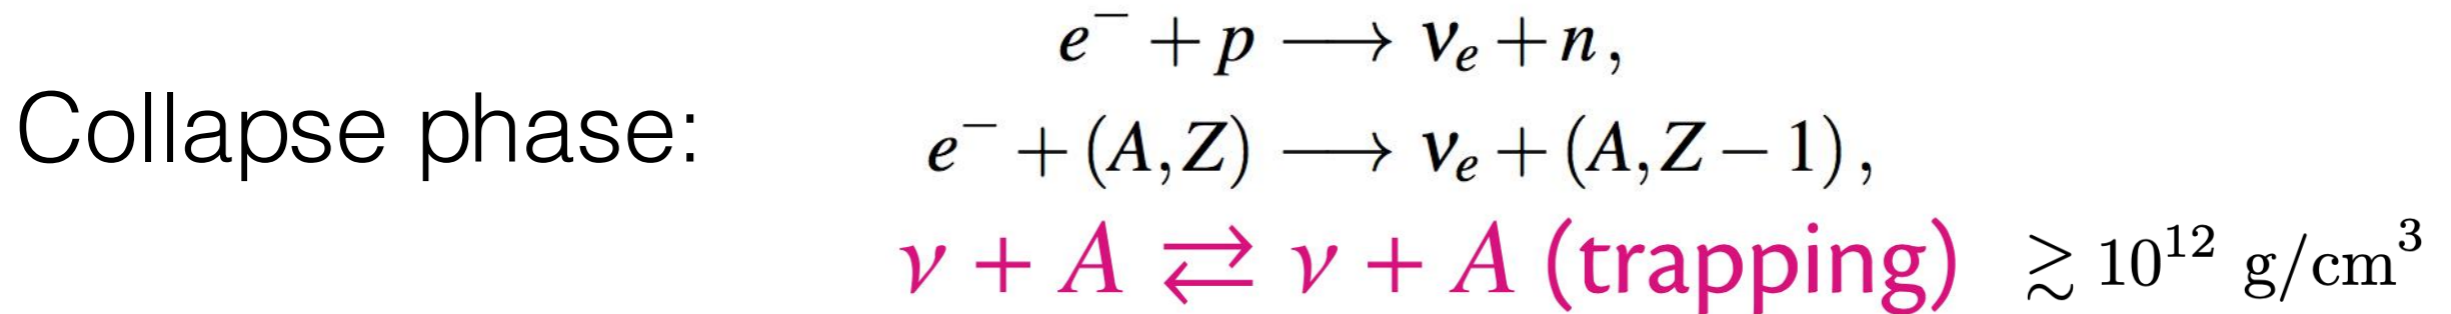 e⁻ + p ⟶ νₑ + n ,
Collapse phase:
e⁻ + (A, Z) ⟶ νₑ + (A, Z − 1) ,
ν + A ⇄ ν + A (trapping) ≳ 10¹² g/cm³